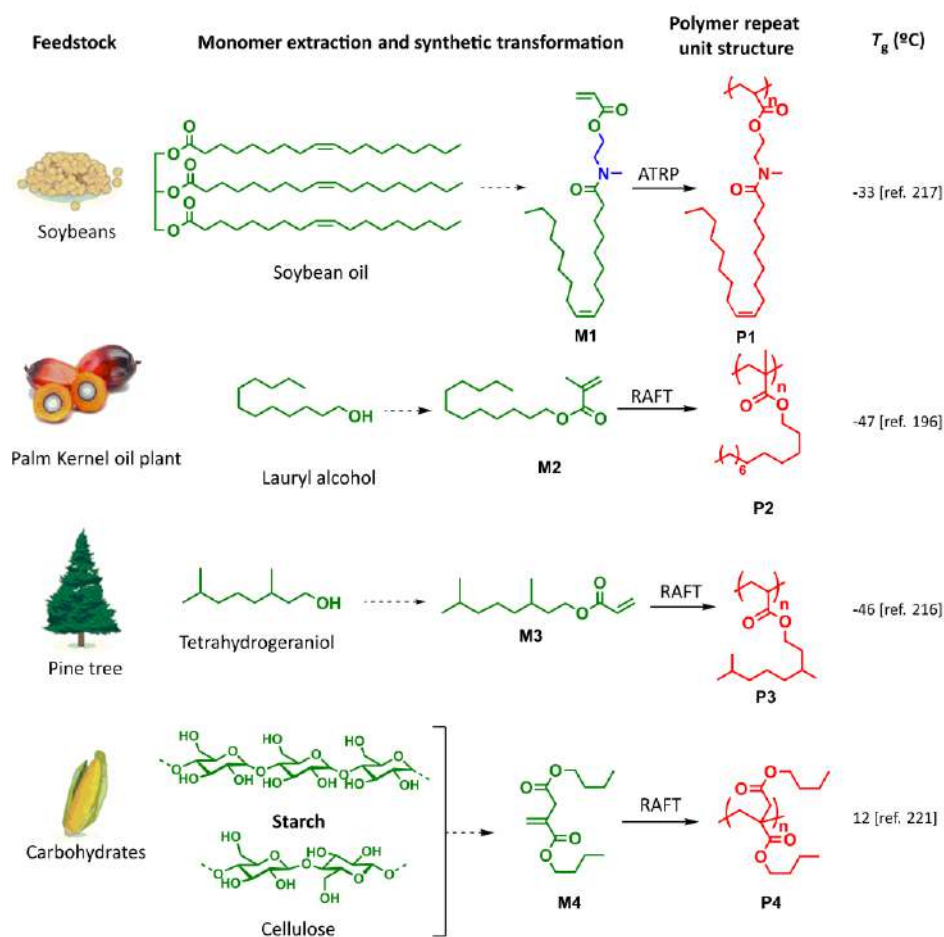 Feedstock
Monomer extraction and synthetic transformation
Polymer repeat
unit structure
Tg (ºC)
Soybeans
Soybean oil
M1
ATRP
P1
-33 [ref. 217]
Palm Kernel oil plant
Lauryl alcohol
M2
RAFT
P2
-47 [ref. 196]
Pine tree
Tetrahydrogeraniol
M3
RAFT
P3
-46 [ref. 216]
Carbohydrates
Starch
Cellulose
M4
RAFT
P4
12 [ref. 221]